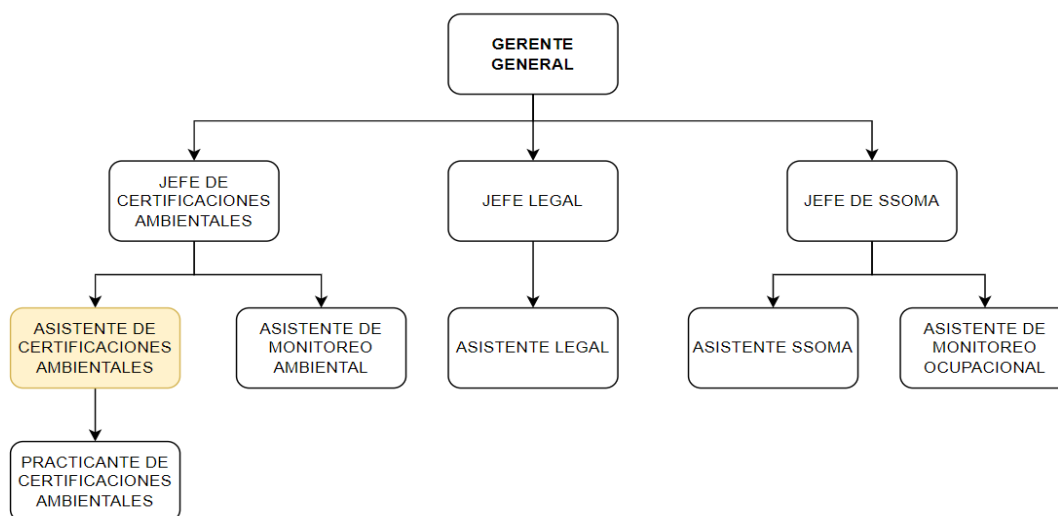 GERENTE
GENERAL
JEFE DE
CERTIFICACIONES
AMBIENTALES
JEFE LEGAL
JEFE DE SSOMA
ASISTENTE DE
CERTIFICACIONES
AMBIENTALES
ASISTENTE DE
MONITOREO
AMBIENTAL
ASISTENTE LEGAL
ASISTENTE SSOMA
ASISTENTE DE
MONITOREO
OCUPACIONAL
PRACTICANTE DE
CERTIFICACIONES
AMBIENTALES